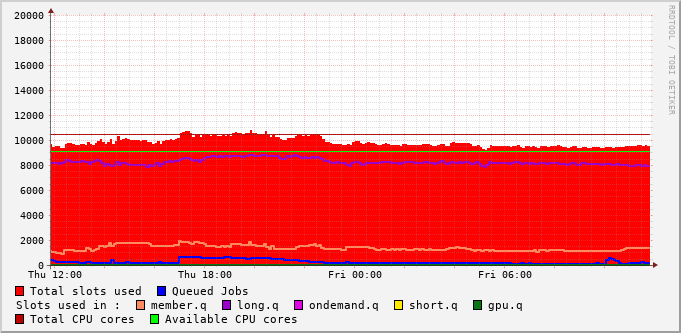 20000
18000
16000
14000
12000
10000
8000
6000
4000
2000
0
Thu 12:00 Thu 18:00 Fri 00:00 Fri 06:00
RRDTOOL / TOBI OETIKER
Total slots used Queued Jobs
Slots used in : member.q long.q ondemand.q short.q gpu.q
Total CPU cores Available CPU cores